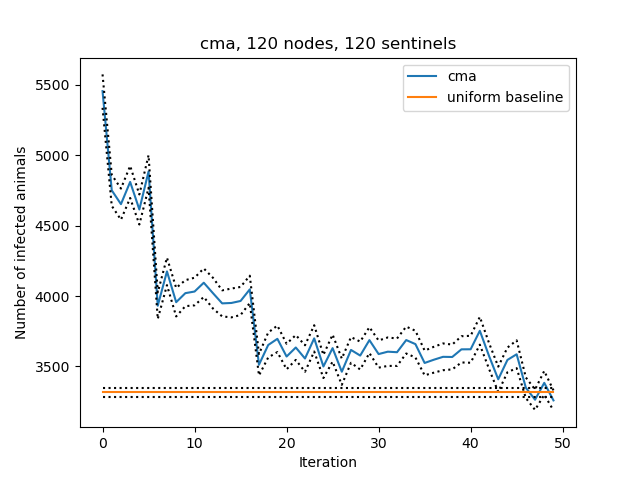 cma, 120 nodes, 120 sentinels
cma
uniform baseline
Number of infected animals
5500
5000
4500
4000
3500
0 10 20 30 40 50
Iteration